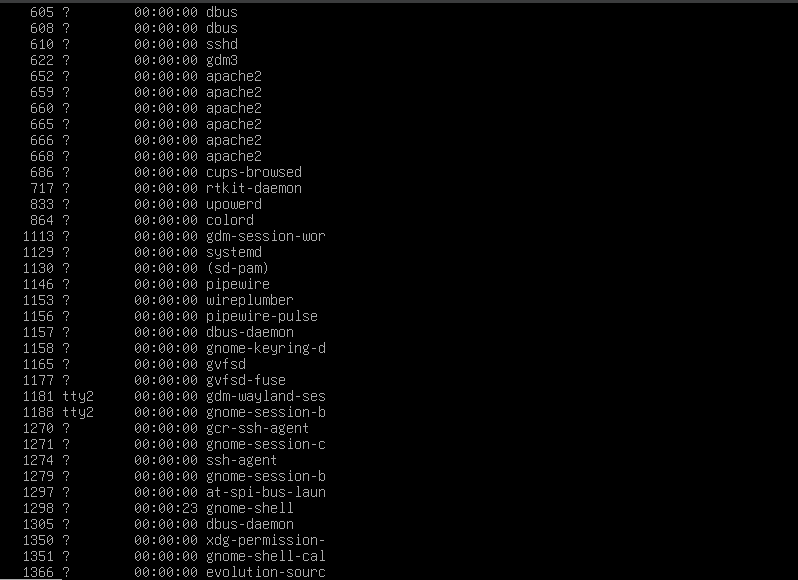 605 ? 00:00:00 dbus
608 ? 00:00:00 dbus
610 ? 00:00:00 sshd
622 ? 00:00:00 gdm3
652 ? 00:00:00 apache2
659 ? 00:00:00 apache2
660 ? 00:00:00 apache2
665 ? 00:00:00 apache2
666 ? 00:00:00 apache2
668 ? 00:00:00 apache2
686 ? 00:00:00 cups-browsed
717 ? 00:00:00 rtkit-daemon
833 ? 00:00:00 upowerd
864 ? 00:00:00 colord
1113 ? 00:00:00 gdm-session-wor
1129 ? 00:00:00 systemd
1130 ? 00:00:00 (sd-pam)
1146 ? 00:00:00 pipewire
1153 ? 00:00:00 wireplumber
1156 ? 00:00:00 pipewire-pulse
1157 ? 00:00:00 dbus-daemon
1158 ? 00:00:00 gnome-keyring-d
1165 ? 00:00:00 gvfsd
1177 ? 00:00:00 gvfsd-fuse
1181 tty2 00:00:00 gdm-wayland-ses
1188 tty2 00:00:00 gnome-session-b
1270 ? 00:00:00 gcr-ssh-agent
1271 ? 00:00:00 gnome-session-c
1274 ? 00:00:00 ssh-agent
1279 ? 00:00:00 gnome-session-b
1297 ? 00:00:00 at-spi-bus-laun
1298 ? 00:00:23 gnome-shell
1305 ? 00:00:00 dbus-daemon
1350 ? 00:00:00 xdg-permission-
1351 ? 00:00:00 gnome-shell-cal
1366 ? 00:00:00 evolution-sourc